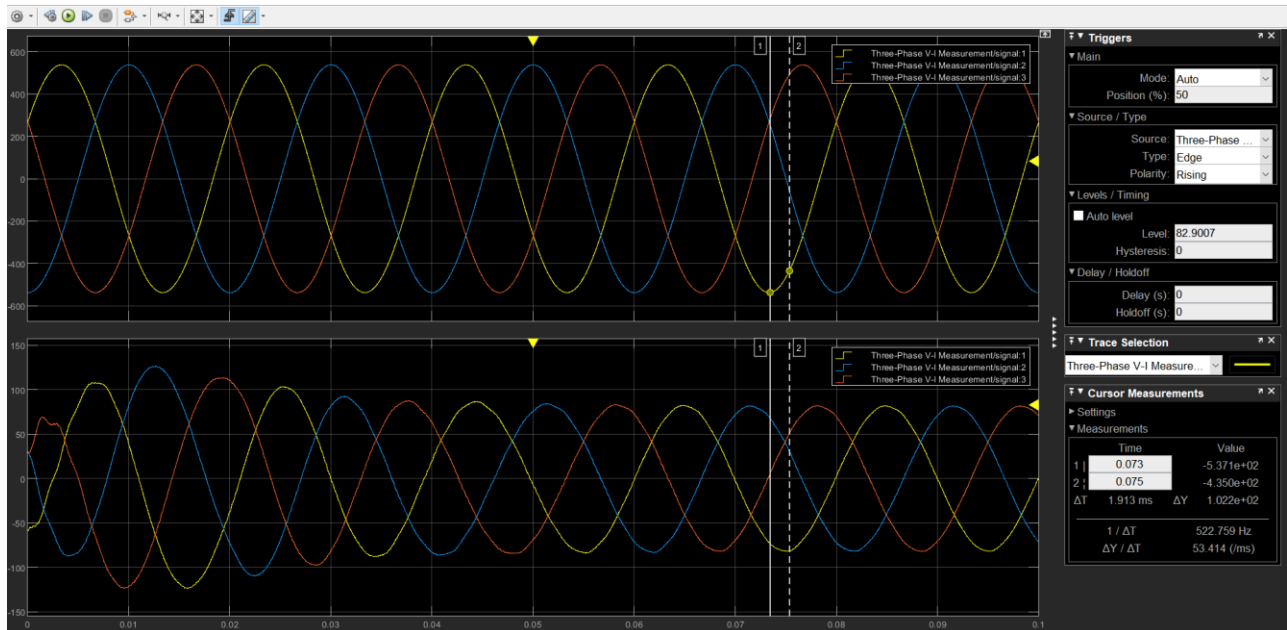 600
400
200
0
-200
-400
-600
1
2
Three-Phase V-I Measurement/signal:1
Three-Phase V-I Measurement/signal:2
Three-Phase V-I Measurement/signal:3
150
100
50
0
-50
-100
-150
1
2
Three-Phase V-I Measurement/signal:1
Three-Phase V-I Measurement/signal:2
Three-Phase V-I Measurement/signal:3
0 0.01 0.02 0.03 0.04 0.05 0.06 0.07 0.08 0.09 0.1
Triggers
Main
Mode: Auto
Position (%): 50
Source / Type
Source: Three-Phase ...
Type: Edge
Polarity: Rising
Levels / Timing
Auto level
Level: 82.9007
Hysteresis: 0
Delay / Holdoff
Delay (s): 0
Holdoff (s): 0
Trace Selection
Three-Phase V-I Measure...
Cursor Measurements
Settings
Measurements
Time Value
1 | 0.073 -5.371e+02
2 ¦ 0.075 -4.350e+02
ΔT 1.913 ms ΔY 1.022e+02
1 / ΔT 522.759 Hz
ΔY / ΔT 53.414 (/ms)